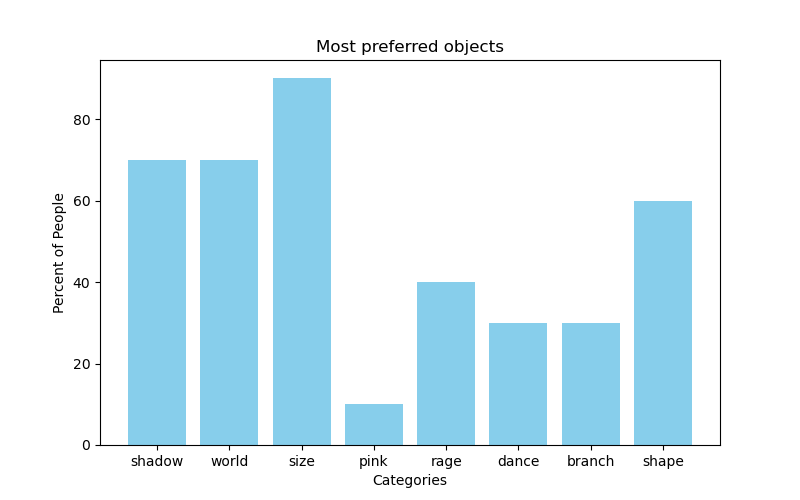 Most preferred objects
Percent of People
80
60
40
20
0
shadow world size pink rage dance branch shape
Categories